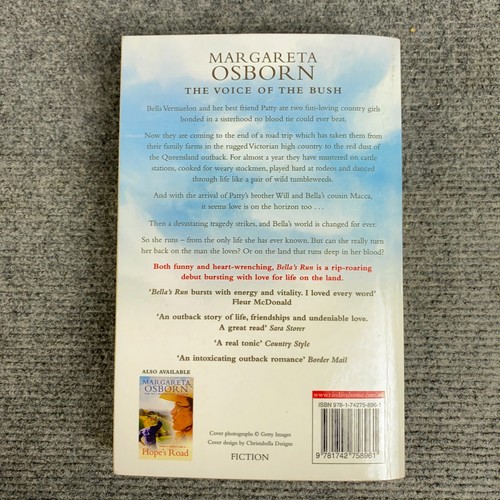 MARGARETA
OSBORN
THE VOICE OF THE BUSH
Bella Vermaelon and her best friend Patty are two fun-loving country girls
bonded in a sisterhood no blood tie could ever beat.
Now they are coming to the end of a road trip which has taken them from
their family farms in the rugged Victorian high country to the red dust of
the Queensland outback. For almost a year they have mustered on cattle
stations, cooked for weary stockmen, played hard at rodeos and danced
through life like a pair of wild tumbleweeds.
And with the arrival of Patty's brother Will and Bella's cousin Macca,
it seems love is on the horizon too . . .
Then a devastating tragedy strikes, and Bella's world is changed for ever.
So she runs – from the only life she has ever known. But can she really turn
her back on the man she loves? Or on the land that runs deep in her blood?
Both funny and heart-wrenching, Bella's Run is a rip-roaring
debut bursting with love for life on the land.
'Bella's Run bursts with energy and vitality. I loved every word'
Fleur McDonald
'An outback story of life, friendships and undeniable love.
A great read' Sara Storer
'A real tonic' Country Style
'An intoxicating outback romance' Border Mail
ALSO AVAILABLE
MARGARETA
OSBORN
Hope's Road
Cover photographs © Getty Images
Cover design by Christabella Designs
FICTION
ISBN 978-1-74275-896-1
9 781742 758961